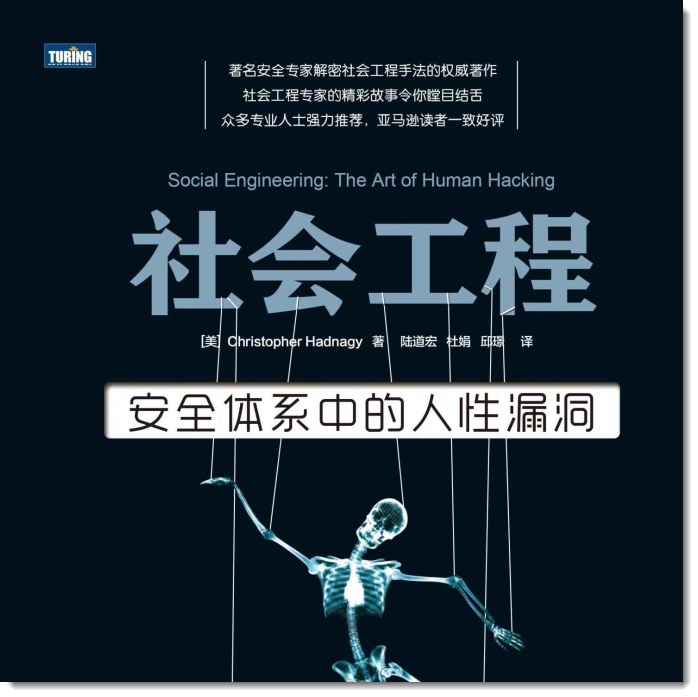 TURING
著名安全专家解密社会工程手法的权威著作
社会工程专家的精彩故事令你瞠目结舌
众多专业人士强力推荐，亚马逊读者一致好评
Social Engineering: The Art of Human Hacking
社会工程
[美] Christopher Hadnagy 著 陆道宏 杜娟 邱璟 译
安全体系中的人性漏洞